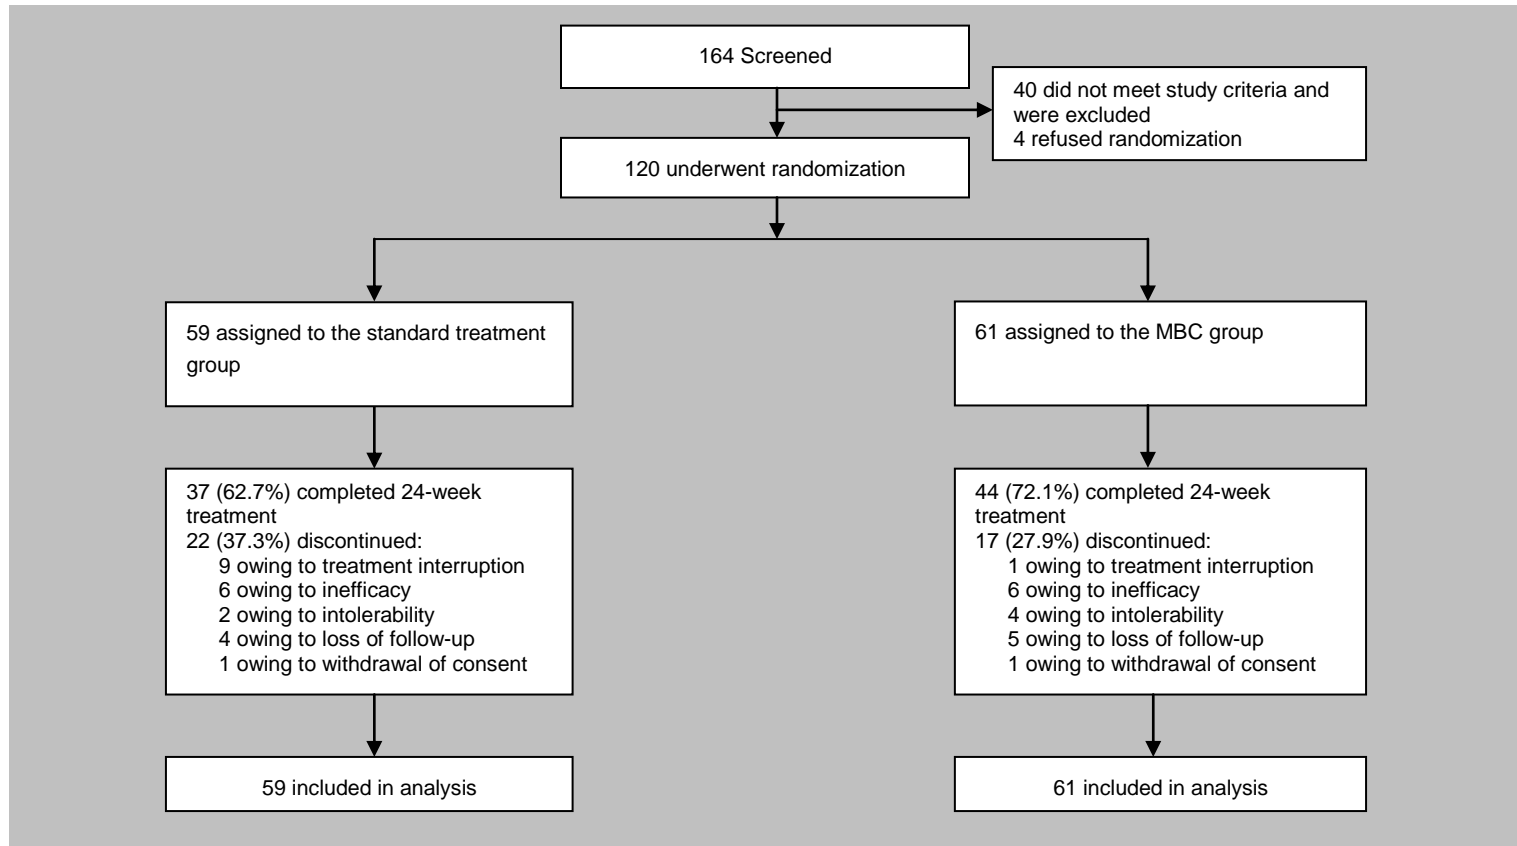 164 Screened
40 did not meet study criteria and
were excluded
4 refused randomization
120 underwent randomization
59 assigned to the standard treatment
group
61 assigned to the MBC group
37 (62.7%) completed 24-week
treatment
22 (37.3%) discontinued:
9 owing to treatment interruption
6 owing to inefficacy
2 owing to intolerability
4 owing to loss of follow-up
1 owing to withdrawal of consent
44 (72.1%) completed 24-week
treatment
17 (27.9%) discontinued:
1 owing to treatment interruption
6 owing to inefficacy
4 owing to intolerability
5 owing to loss of follow-up
1 owing to withdrawal of consent
59 included in analysis
61 included in analysis